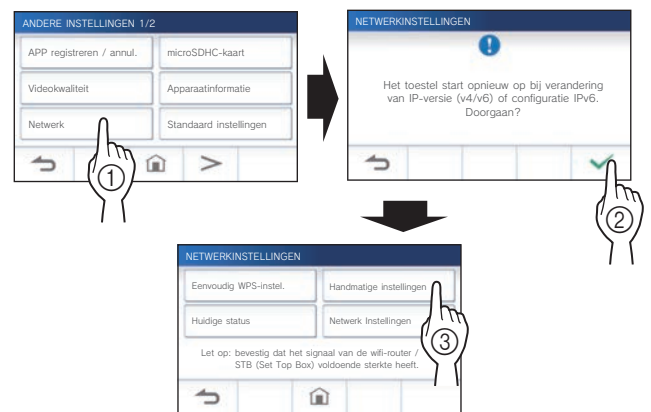 ANDERE INSTELLINGEN 1/2
APP registreren / annul.
microSDHC-kaart
Videokwaliteit
Apparaatinformatie
Netwerk
Standaard instellingen
1
NETWERKINSTELLINGEN
Het toestel start opnieuw op bij verandering
van IP-versie (v4/v6) of configuratie IPv6.
Doorgaan?
2
NETWERKINSTELLINGEN
Eenvoudig WPS-instel.
Handmatige instellingen
Huidige status
Netwerk Instellingen
3
Let op: bevestig dat het signaal van de wifi-router /
STB (Set Top Box) voldoende sterkte heeft.